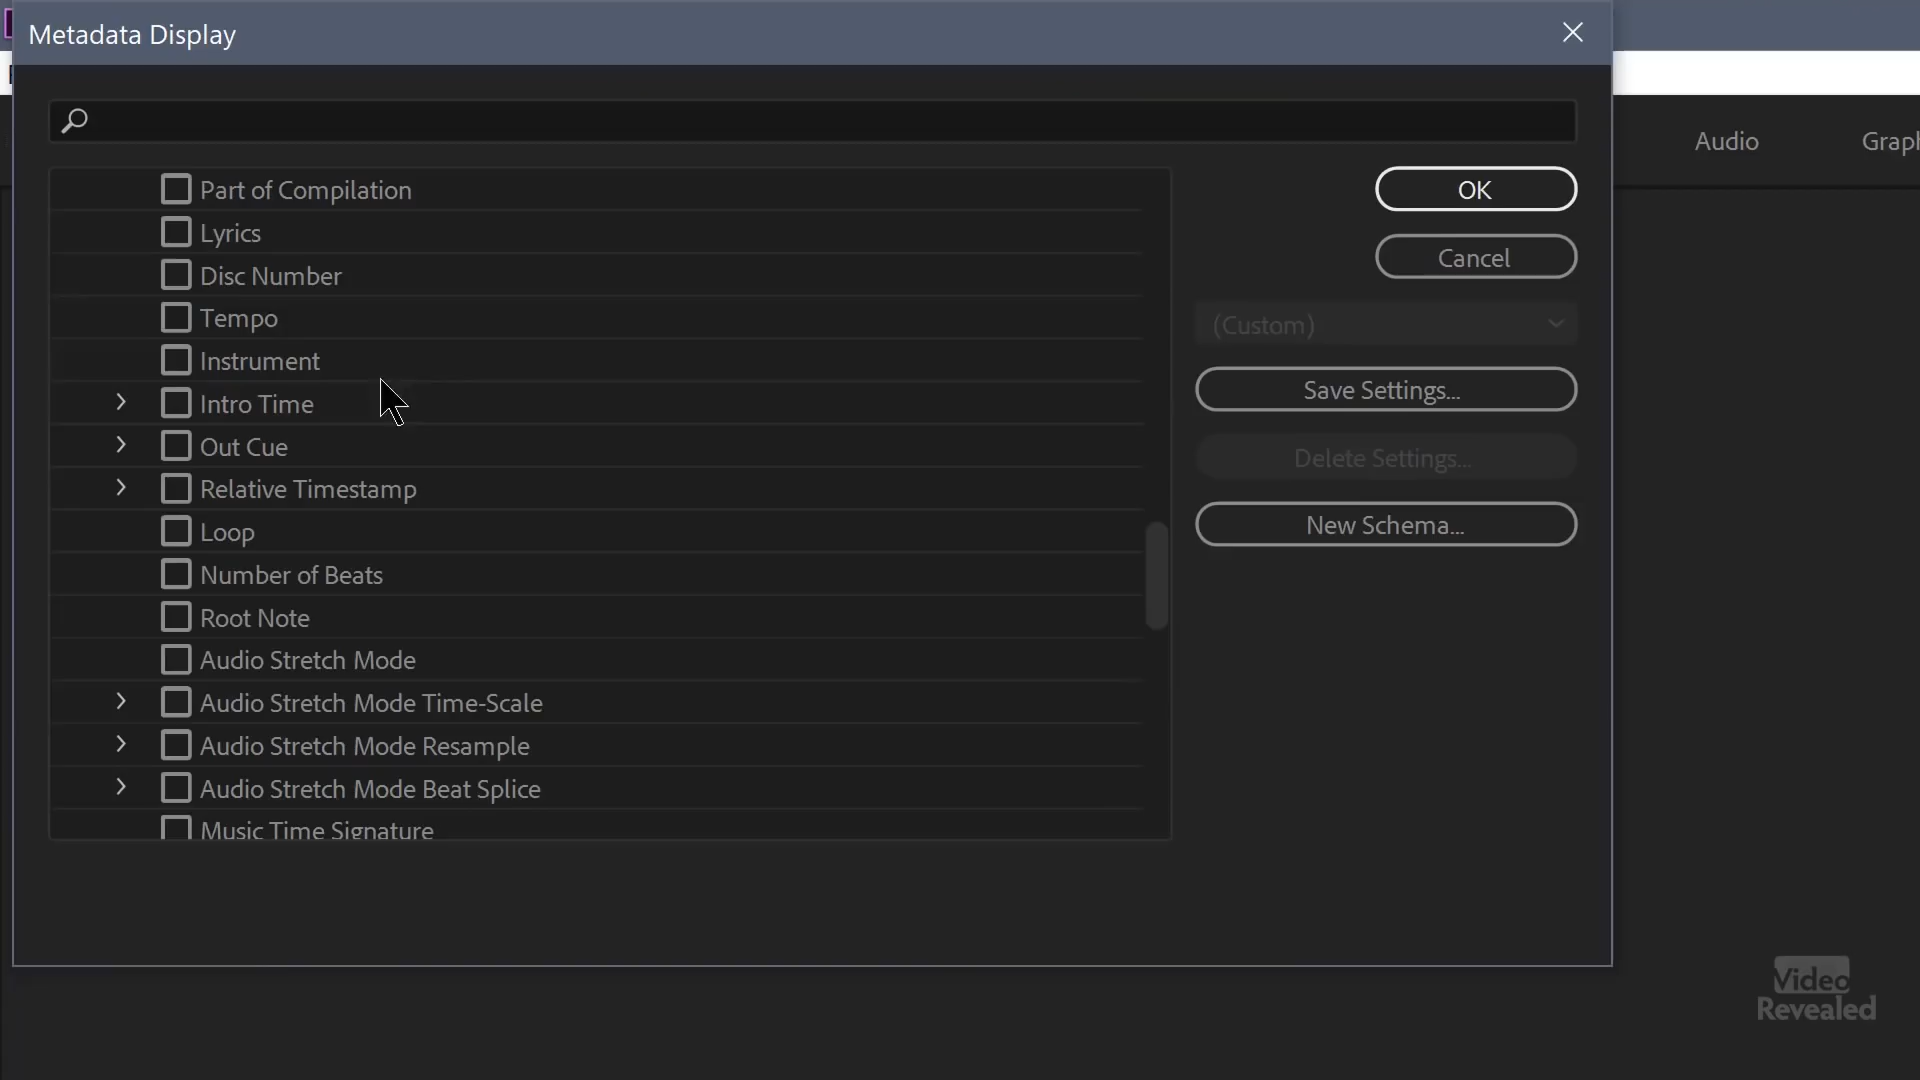 Metadata Display
Audio
Graph
Part of Compilation
Lyrics
Disc Number
Tempo
Instrument
Intro Time
Out Cue
Relative Timestamp
Loop
Number of Beats
Root Note
Audio Stretch Mode
Audio Stretch Mode Time-Scale
Audio Stretch Mode Resample
Audio Stretch Mode Beat Splice
Music Time Signature
OK
Cancel
(Custom)
Save Settings...
Delete Settings...
New Schema...
Video
Revealed